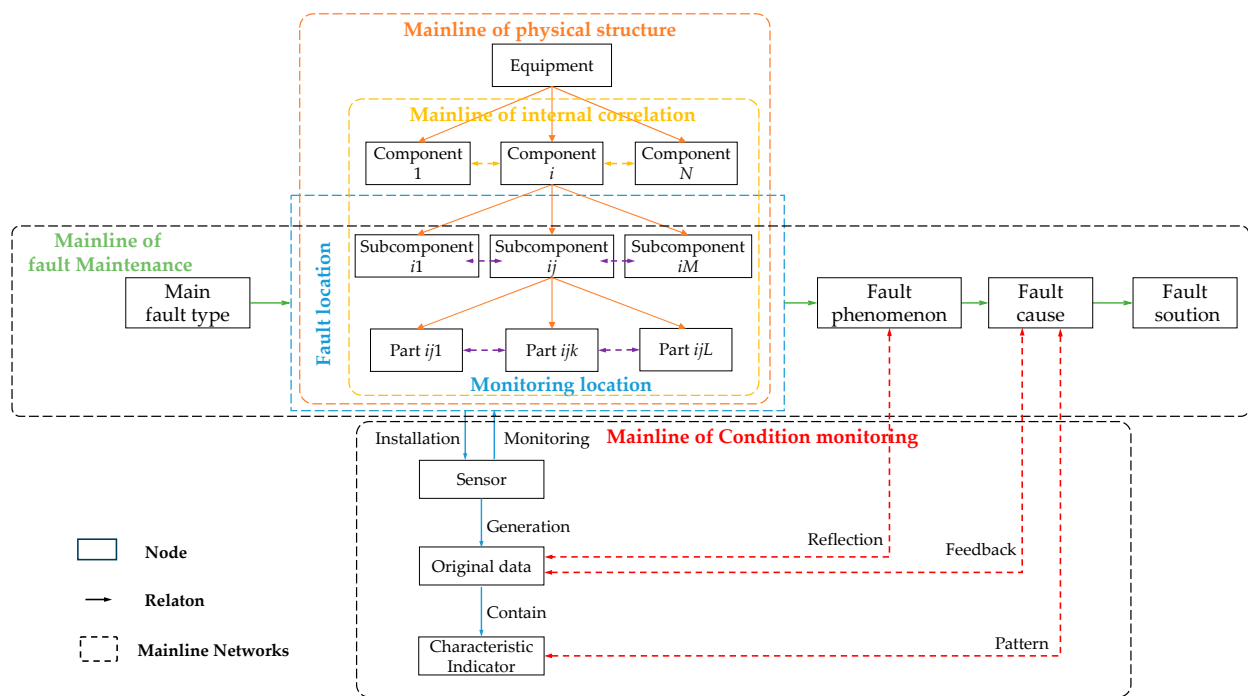 Mainline of physical structure
Equipment
Mainline of internal correlation
Component
1
Component
i
Component
N
Mainline of
fault Maintenance
Main
fault type
Fault location
Subcomponent
i1
Subcomponent
ij
Subcomponent
iM
Part ij1
Part ijk
Part ijL
Monitoring location
Fault
phenomenon
Fault
cause
Fault
soution
Installation
Monitoring
Mainline of Condition monitoring
Sensor
Generation
Original data
Reflection
Feedback
Contain
Characteristic
Indicator
Pattern
Node
Relaton
Mainline Networks